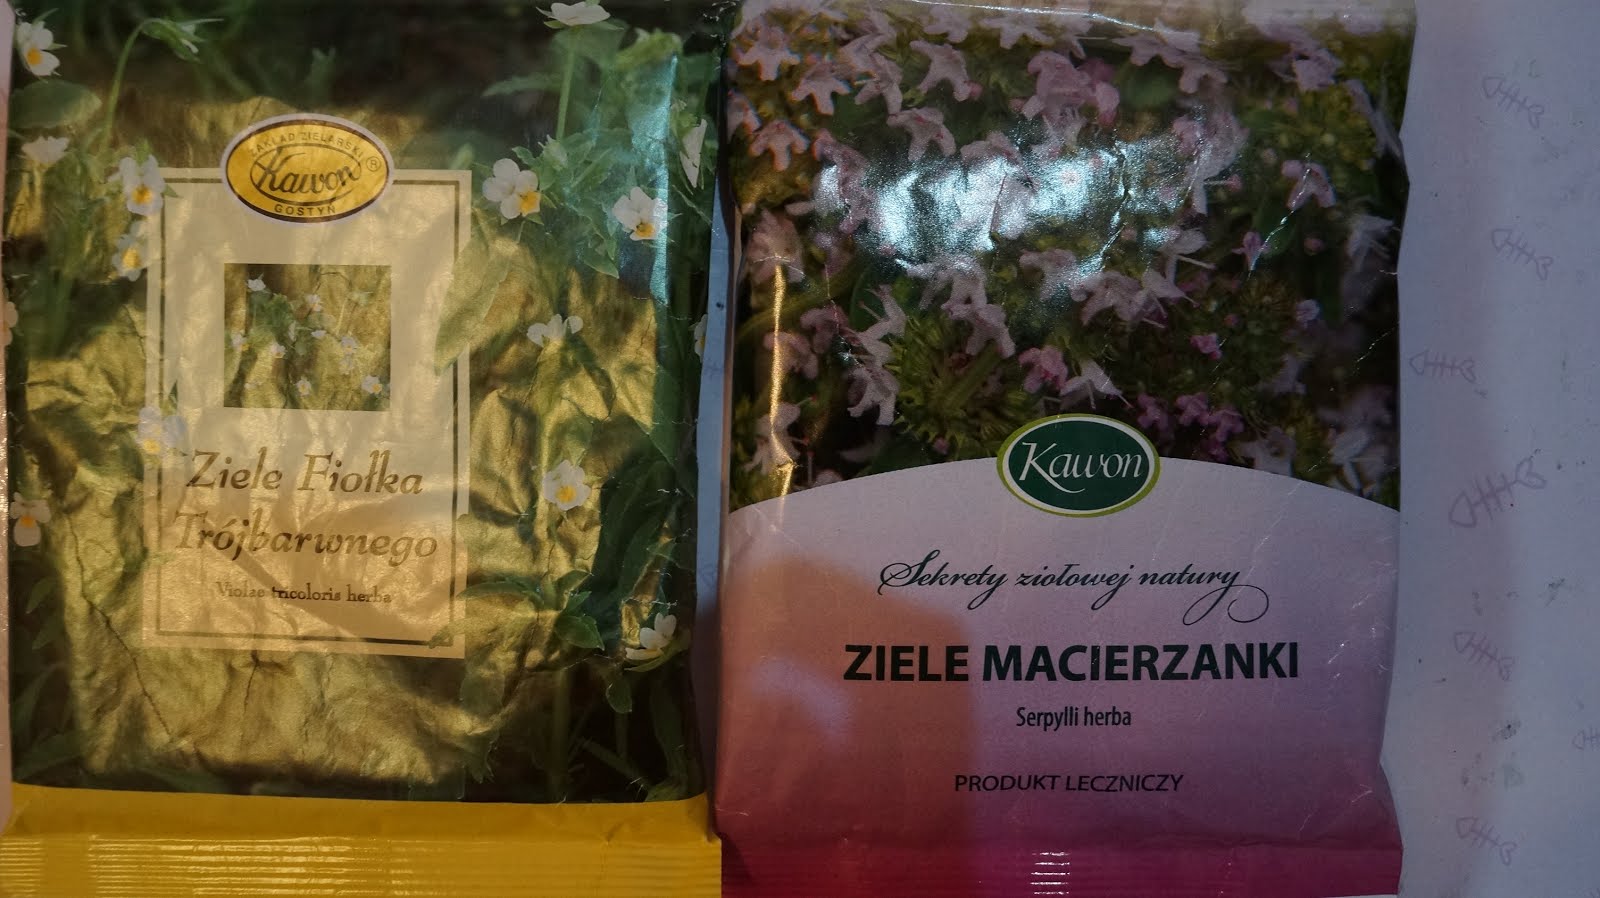 ZAKŁAD ZIELARSKI
Kawon®
GOSTYŃ
Ziele Fiołka
Trójbarwnego
Violae tricoloris herba
Kawon
Sekrety ziołowej natury
ZIELE MACIERZANKI
Serpylli herba
PRODUKT LECZNICZY